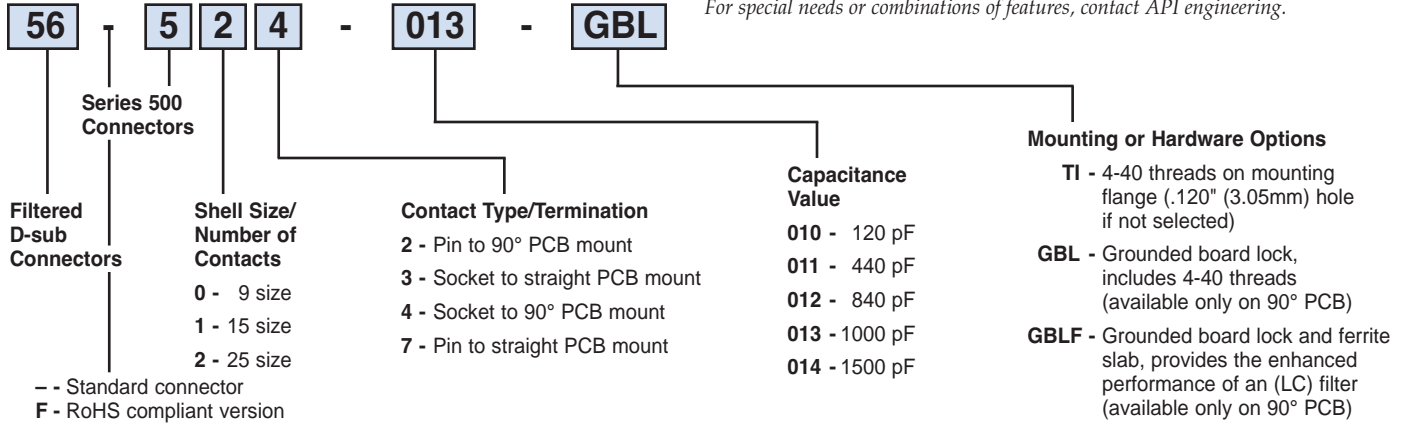 For special needs or combinations of features, contact API engineering.
56 - 5 2 4 - 013 - GBL
Series 500
Connectors
Filtered
D-sub
Connectors
– - Standard connector
F - RoHS compliant version
Shell Size/
Number of
Contacts
0 - 9 size
1 - 15 size
2 - 25 size
Contact Type/Termination
2 - Pin to 90° PCB mount
3 - Socket to straight PCB mount
4 - Socket to 90° PCB mount
7 - Pin to straight PCB mount
Capacitance
Value
010 - 120 pF
011 - 440 pF
012 - 840 pF
013 - 1000 pF
014 - 1500 pF
Mounting or Hardware Options
TI - 4-40 threads on mounting
flange (.120" (3.05mm) hole
if not selected)
GBL - Grounded board lock,
includes 4-40 threads
(available only on 90° PCB)
GBLF - Grounded board lock and ferrite
slab, provides the enhanced
performance of an (LC) filter
(available only on 90° PCB)